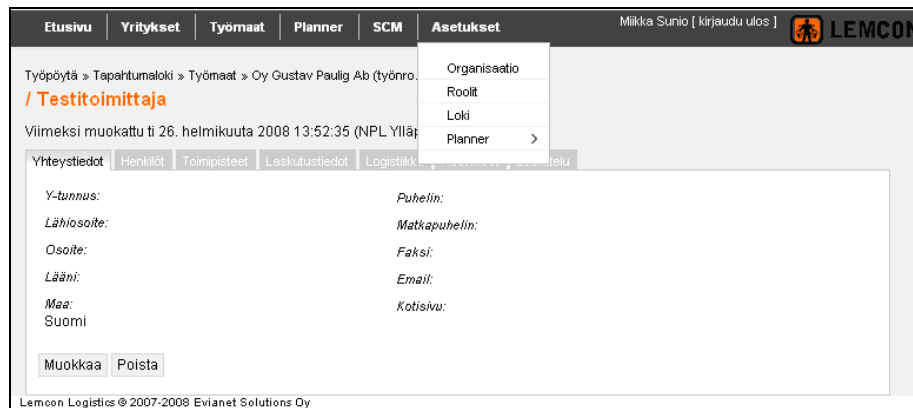 Etusivu Yritykset Työmaat Planner SCM Asetukset Miikka Sunio [ kirjaudu ulos ] LEMCON
Organisaatio
Roolit
Loki
Planner >
Työpöytä » Tapahtumaloki » Työmaat » Oy Gustav Paulig Ab (työnro.
/ Testitoimittaja
Viimeksi muokattu ti 26. helmikuuta 2008 13:52:35 (NPL Ylläp
Yhteystiedot Henkilöt Toimipisteet Laskutustiedot Logistiikka
Y-tunnus: Puhelin:
Lähiosoite: Matkapuhelin:
Osoite: Faksi:
Lääni: Email:
Maa: Kotisivu:
Suomi
Muokkaa Poista
Lemcon Logistics © 2007-2008 Evianet Solutions Oy